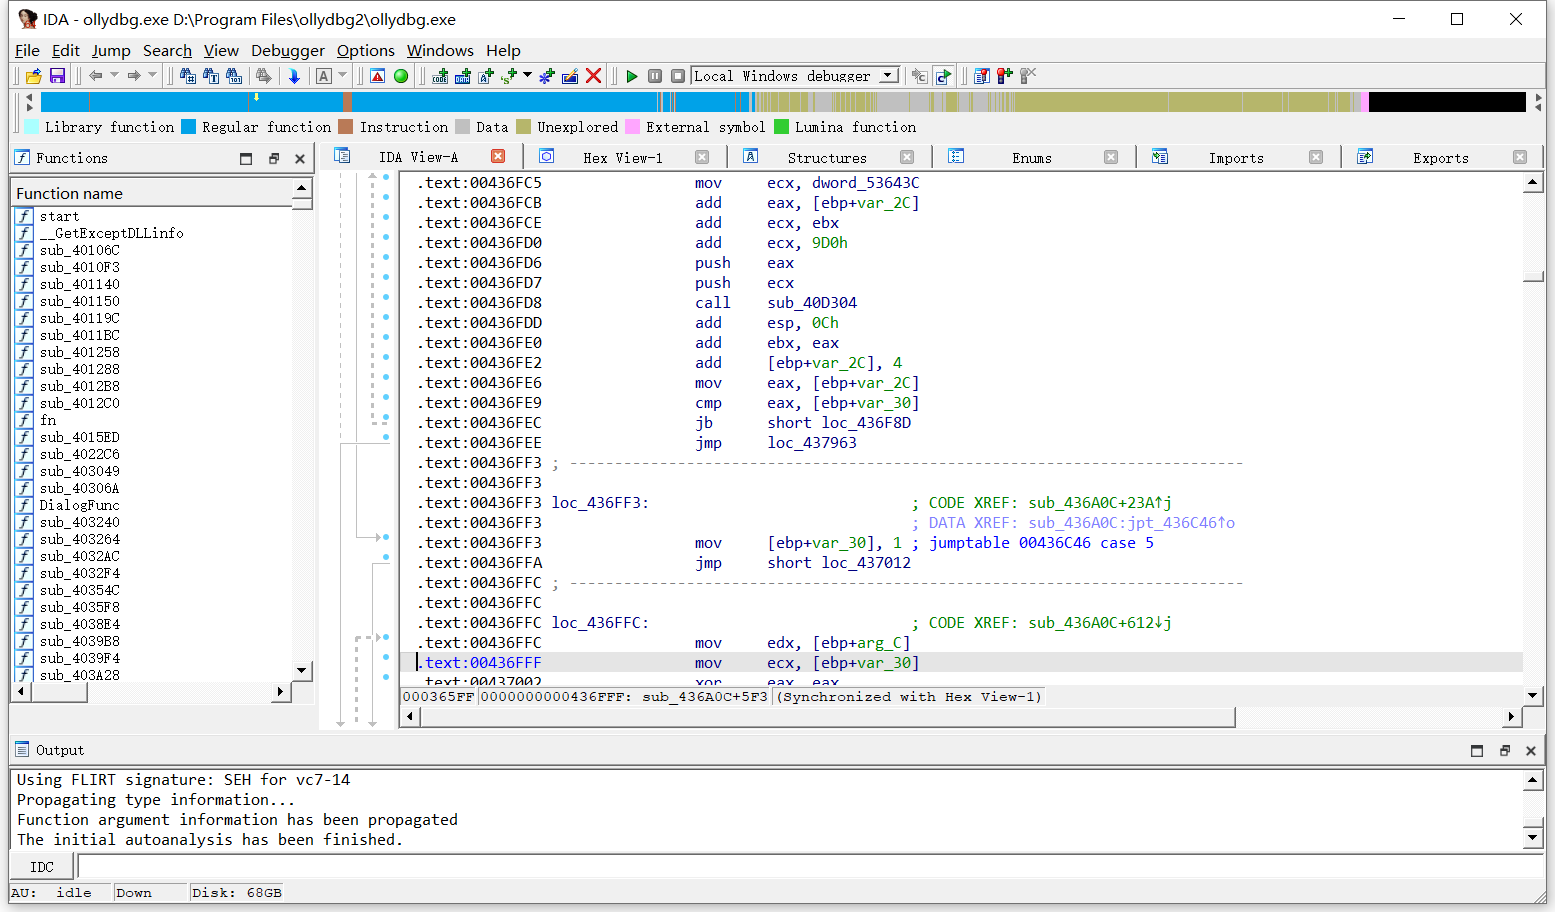 IDA - ollydbg.exe D:\Program Files\ollydbg2\ollydbg.exe
File Edit Jump Search View Debugger Options Windows Help
Local Windows debugger
Library function Regular function Instruction Data Unexplored External symbol Lumina function
Functions
IDA View-A Hex View-1 Structures Enums Imports Exports
Function name
start
__GetExceptDLLinfo
sub_40106C
sub_4010F3
sub_401140
sub_401150
sub_40119C
sub_4011BC
sub_401258
sub_401288
sub_4012B8
sub_4012C0
fn
sub_4015ED
sub_4022C6
sub_403049
sub_40306A
DialogFunc
sub_403240
sub_403264
sub_4032AC
sub_4032F4
sub_40354C
sub_4035F8
sub_4038E4
sub_4039B8
sub_4039F4
sub_403A28
.text:00436FC5 mov ecx, dword_53643C
.text:00436FCB add eax, [ebp+var_2C]
.text:00436FCE add ecx, ebx
.text:00436FD0 add ecx, 9D0h
.text:00436FD6 push eax
.text:00436FD7 push ecx
.text:00436FD8 call sub_40D304
.text:00436FDD add esp, 0Ch
.text:00436FE0 add ebx, eax
.text:00436FE2 add [ebp+var_2C], 4
.text:00436FE6 mov eax, [ebp+var_2C]
.text:00436FE9 cmp eax, [ebp+var_30]
.text:00436FEC jb short loc_436F8D
.text:00436FEE jmp loc_437963
.text:00436FF3 ; ---------------------------------------------------------------------------
.text:00436FF3
.text:00436FF3 loc_436FF3: ; CODE XREF: sub_436A0C+23A↑j
.text:00436FF3 ; DATA XREF: sub_436A0C:jpt_436C46↑o
.text:00436FF3 mov [ebp+var_30], 1 ; jumptable 00436C46 case 5
.text:00436FFA jmp short loc_437012
.text:00436FFC ; ---------------------------------------------------------------------------
.text:00436FFC
.text:00436FFC loc_436FFC: ; CODE XREF: sub_436A0C+612↓j
.text:00436FFC mov edx, [ebp+arg_C]
.text:00436FFF mov ecx, [ebp+var_30]
.text:00437002 xor eax, eax
000365FF 0000000000436FFF: sub_436A0C+5F3 (Synchronized with Hex View-1)
Output
Using FLIRT signature: SEH for vc7-14
Propagating type information...
Function argument information has been propagated
The initial autoanalysis has been finished.
IDC
AU: idle Down Disk: 68GB